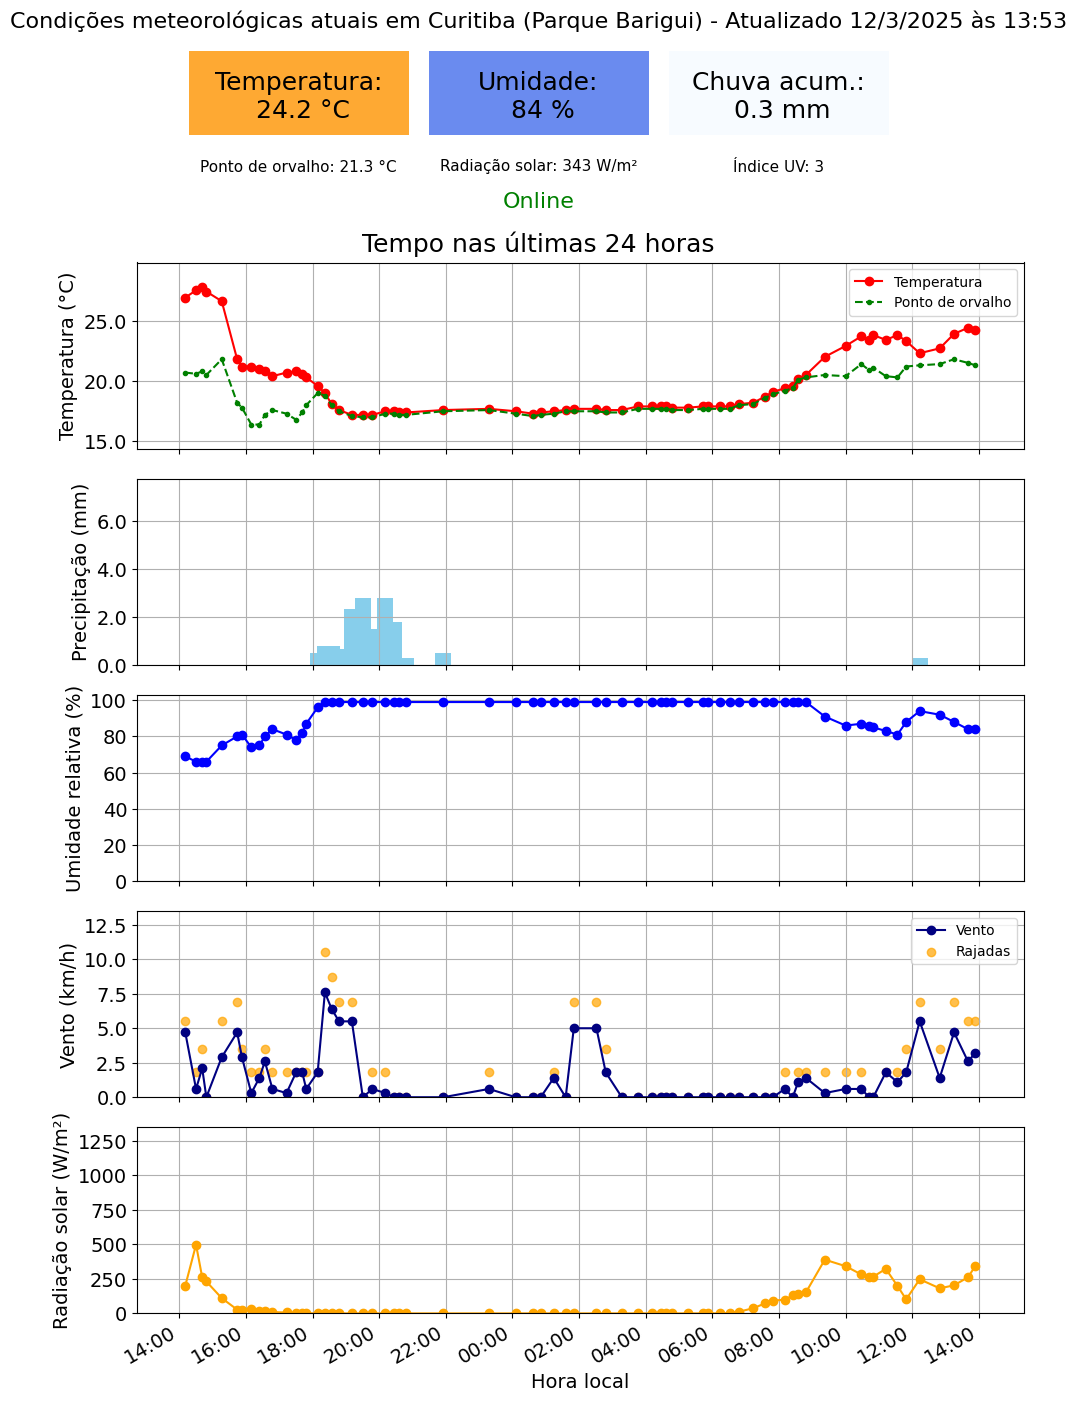 Condições meteorológicas atuais em Curitiba (Parque Barigui) - Atualizado 12/3/2025 às 13:53
Temperatura:
24.2 °C
Umidade:
84 %
Chuva acum.:
0.3 mm
Ponto de orvalho: 21.3 °C
Radiação solar: 343 W/m²
Índice UV: 3
Online
Tempo nas últimas 24 horas
Temperatura (°C)
25.0
20.0
15.0
Temperatura
Ponto de orvalho
Precipitação (mm)
6.0
4.0
2.0
0.0
Umidade relativa (%)
100
80
60
40
20
0
Vento (km/h)
12.5
10.0
7.5
5.0
2.5
0.0
Vento
Rajadas
Radiação solar (W/m²)
1250
1000
750
500
250
0
14:00
16:00
18:00
20:00
22:00
00:00
02:00
04:00
06:00
08:00
10:00
12:00
14:00
Hora local